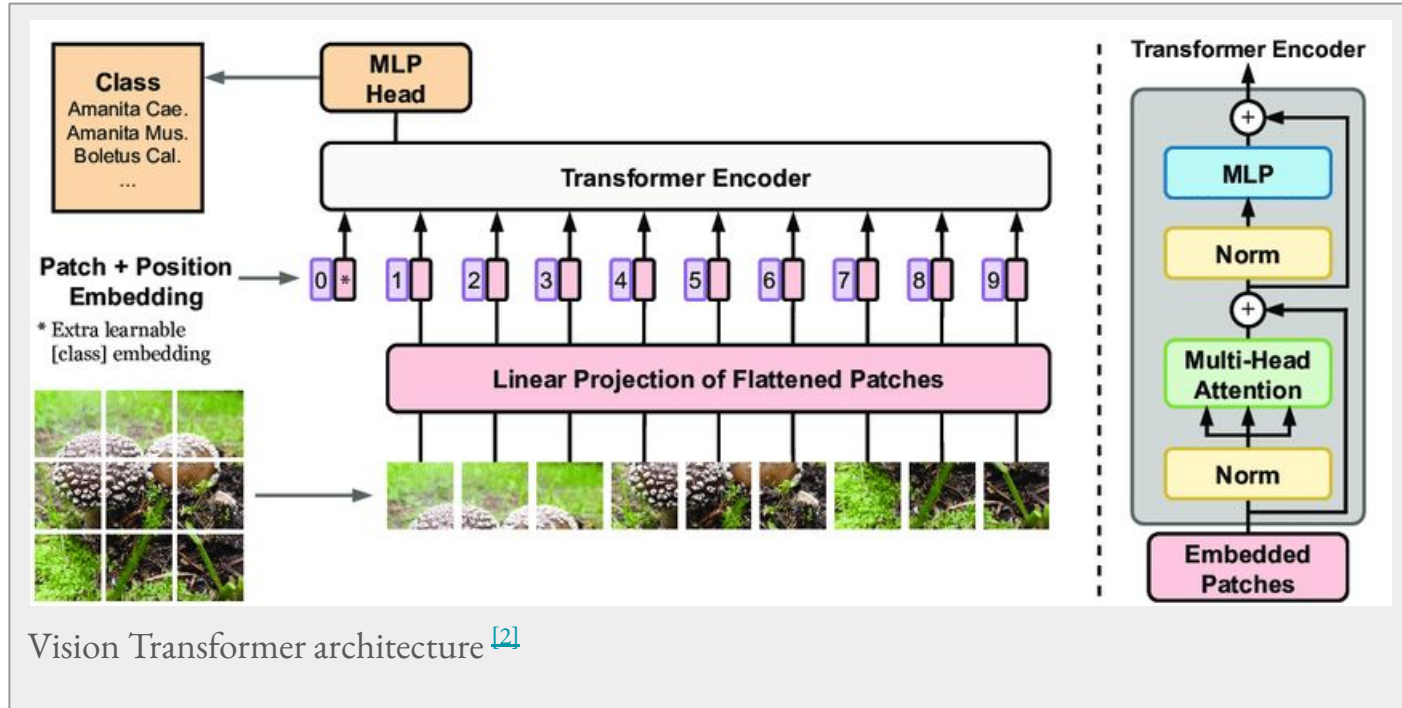 Class
Amanita Cae.
Amanita Mus.
Boletus Cal.
...
MLP
Head
Transformer Encoder
Patch + Position
Embedding
* Extra learnable
[class] embedding
0 * 1 2 3 4 5 6 7 8 9
Linear Projection of Flattened Patches
Transformer Encoder
+
MLP
Norm
+
Multi-Head
Attention
Norm
Embedded
Patches
Vision Transformer architecture [2]